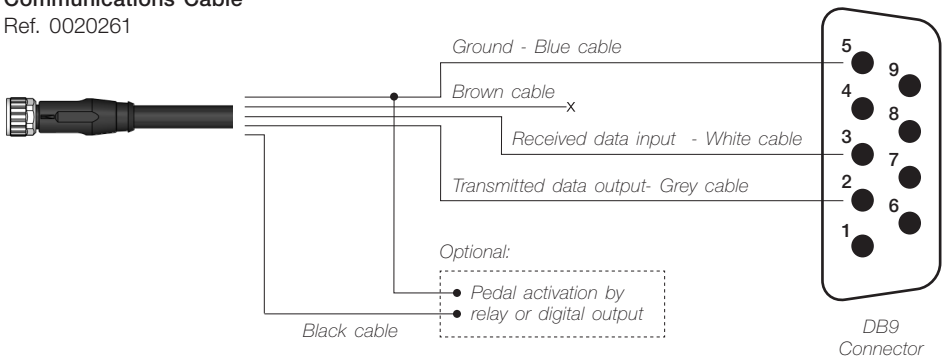 Communications Cable
Ref. 0020261
Ground - Blue cable
Brown cable
x
Received data input - White cable
Transmitted data output- Grey cable
Optional:
Pedal activation by
relay or digital output
Black cable
5
9
4
8
3
7
2
6
1
DB9
Connector